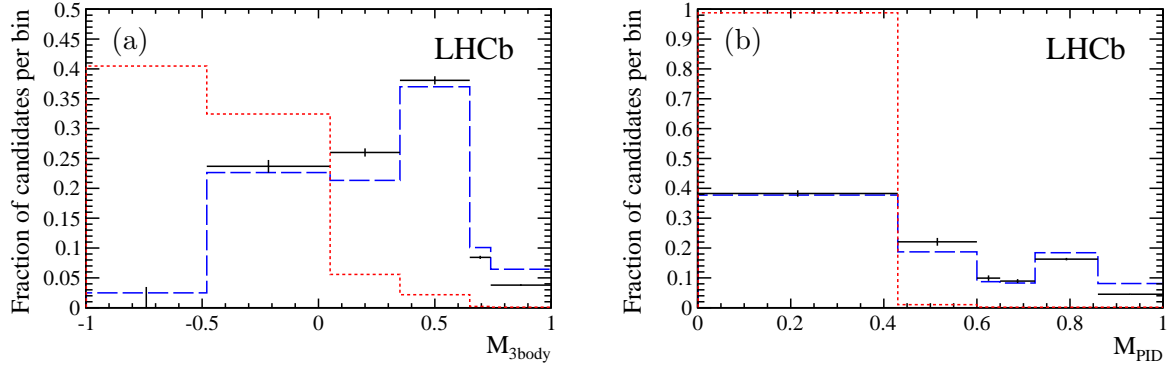 Fraction of candidates per bin
0.5
0.45
0.4
0.35
0.3
0.25
0.2
0.15
0.1
0.05
0
(a)
LHCb
-1 -0.5 0 0.5 1
M3body
Fraction of candidates per bin
1
0.9
0.8
0.7
0.6
0.5
0.4
0.3
0.2
0.1
0
(b)
LHCb
0 0.2 0.4 0.6 0.8 1
MPID